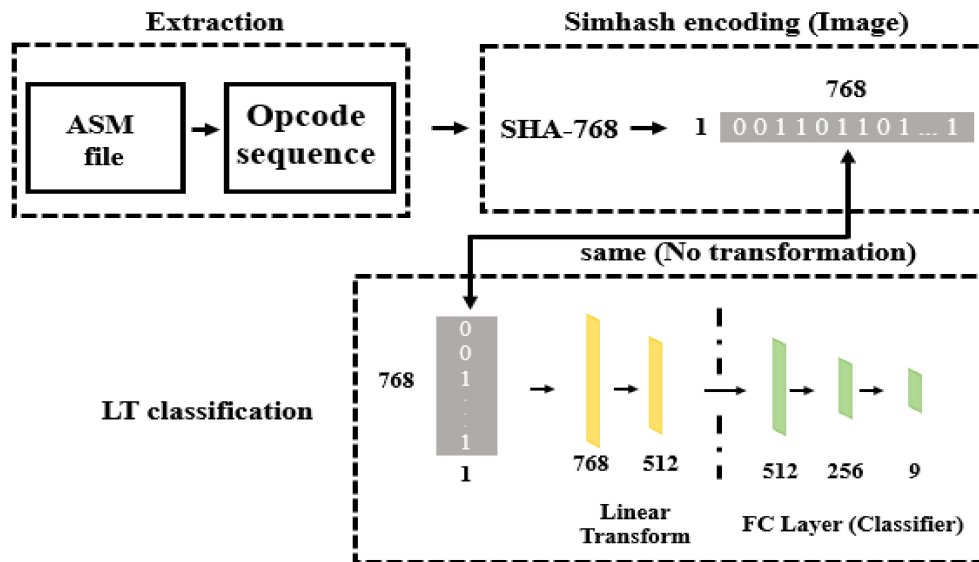 Extraction
Simhash encoding (Image)
ASM
file
Opcode
sequence
SHA-768
768
1
0 0 1 1 0 1 1 0 1 ... 1
same (No transformation)
LT classification
768
0
0
1
.
.
.
1
1
768
512
Linear
Transform
512
256
9
FC Layer (Classifier)